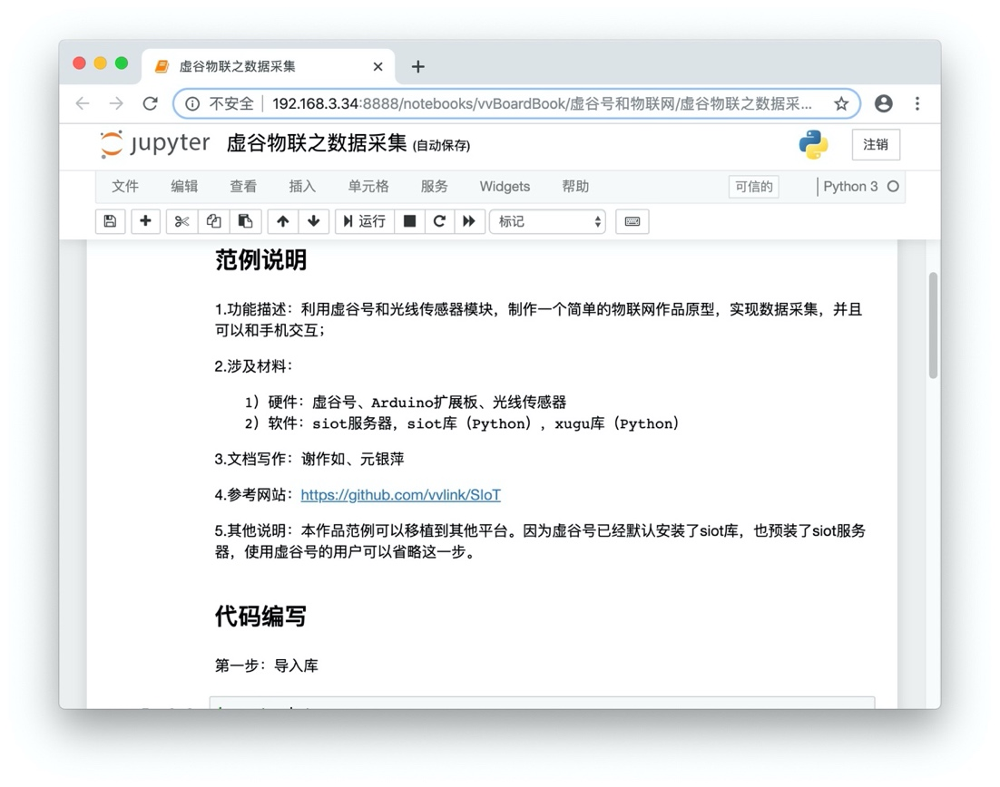 虚谷物联之数据采集
不安全 192.168.3.34:8888/notebooks/vvBoardBook/虚谷号和物联网/虚谷物联之数据采...
jupyter 虚谷物联之数据采集 (自动保存) 注销
文件 编辑 查看 插入 单元格 服务 Widgets 帮助 可信的 Python 3
运行 标记
范例说明
1.功能描述：利用虚谷号和光线传感器模块，制作一个简单的物联网作品原型，实现数据采集，并且
可以和手机交互；
2.涉及材料：
1）硬件：虚谷号、Arduino扩展板、光线传感器
2）软件：siot服务器，siot库（Python）, xugu库（Python）
3.文档写作：谢作如、元银萍
4.参考网站：https://github.com/vvlink/SIoT
5.其他说明：本作品范例可以移植到其他平台。因为虚谷号已经默认安装了siot库，也预装了siot服务
器，使用虚谷号的用户可以省略这一步。
代码编写
第一步：导入库